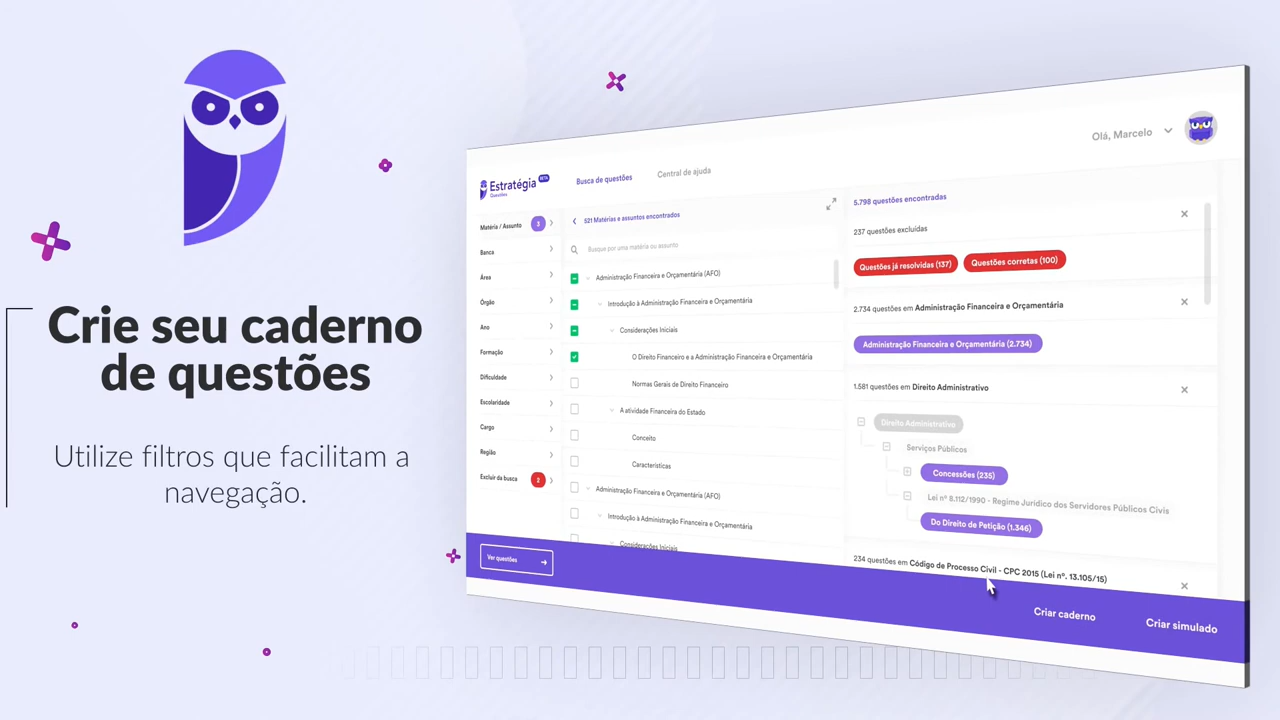 Crie seu caderno
de questões
Utilize filtros que facilitam a
navegação.
Estratégia BETA
Questões
Busca de questões
Central de ajuda
Olá, Marcelo
Matéria / Assunto 3
Banca
Área
Órgão
Ano
Formação
Dificuldade
Escolaridade
Cargo
Região
Excluir da busca 2
Ver questões
521 Matérias e assuntos encontrados
Busque por uma matéria ou assunto
Administração Financeira e Orçamentária (AFO)
Introdução à Administração Financeira e Orçamentária
Considerações Iniciais
O Direito Financeiro e a Administração Financeira e Orçamentária
Normas Gerais de Direito Financeiro
A atividade Financeira do Estado
Conceito
Características
Administração Financeira e Orçamentária (AFO)
Introdução à Administração Financeira e Orçamentária
Considerações Iniciais
5.798 questões encontradas
237 questões excluídas
Questões já resolvidas (137)
Questões corretas (100)
2.734 questões em Administração Financeira e Orçamentária
Administração Financeira e Orçamentária (2.734)
1.581 questões em Direito Administrativo
Direito Administrativo
Serviços Públicos
Concessões (235)
Lei nº 8.112/1990 - Regime Jurídico dos Servidores Públicos Civis
Do Direito de Petição (1.346)
234 questões em Código de Processo Civil - CPC 2015 (Lei nº. 13.105/15)
Criar caderno
Criar simulado